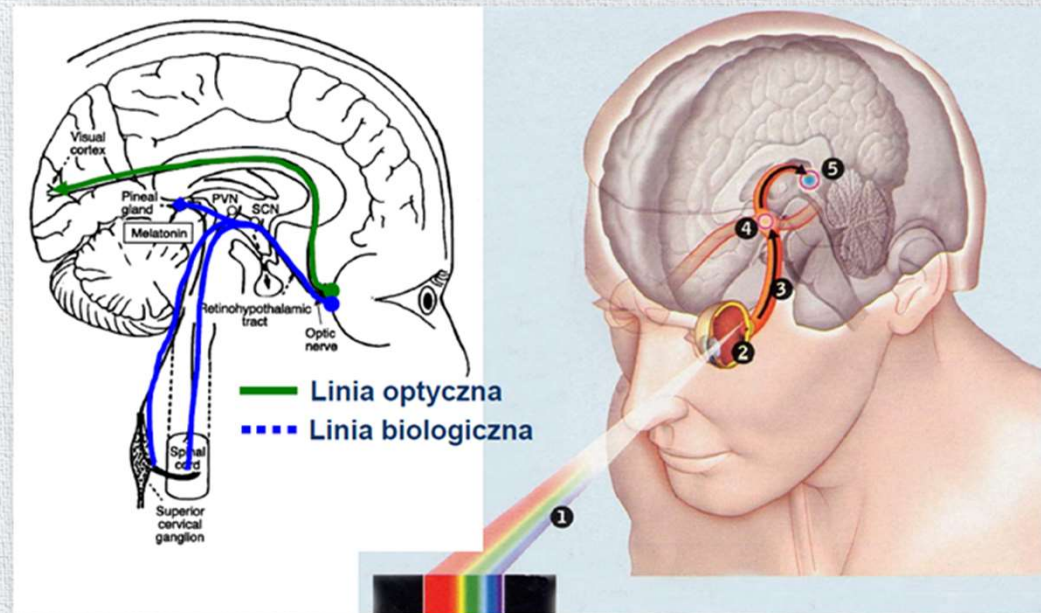 Visual
cortex
Pineal
gland
PVN
SCN
Melatonin
Retinohypothalamic
tract
Optic
nerve
Linia optyczna
Linia biologiczna
Spinal
cord
Superior
cervical
ganglion
5
4
3
2
1